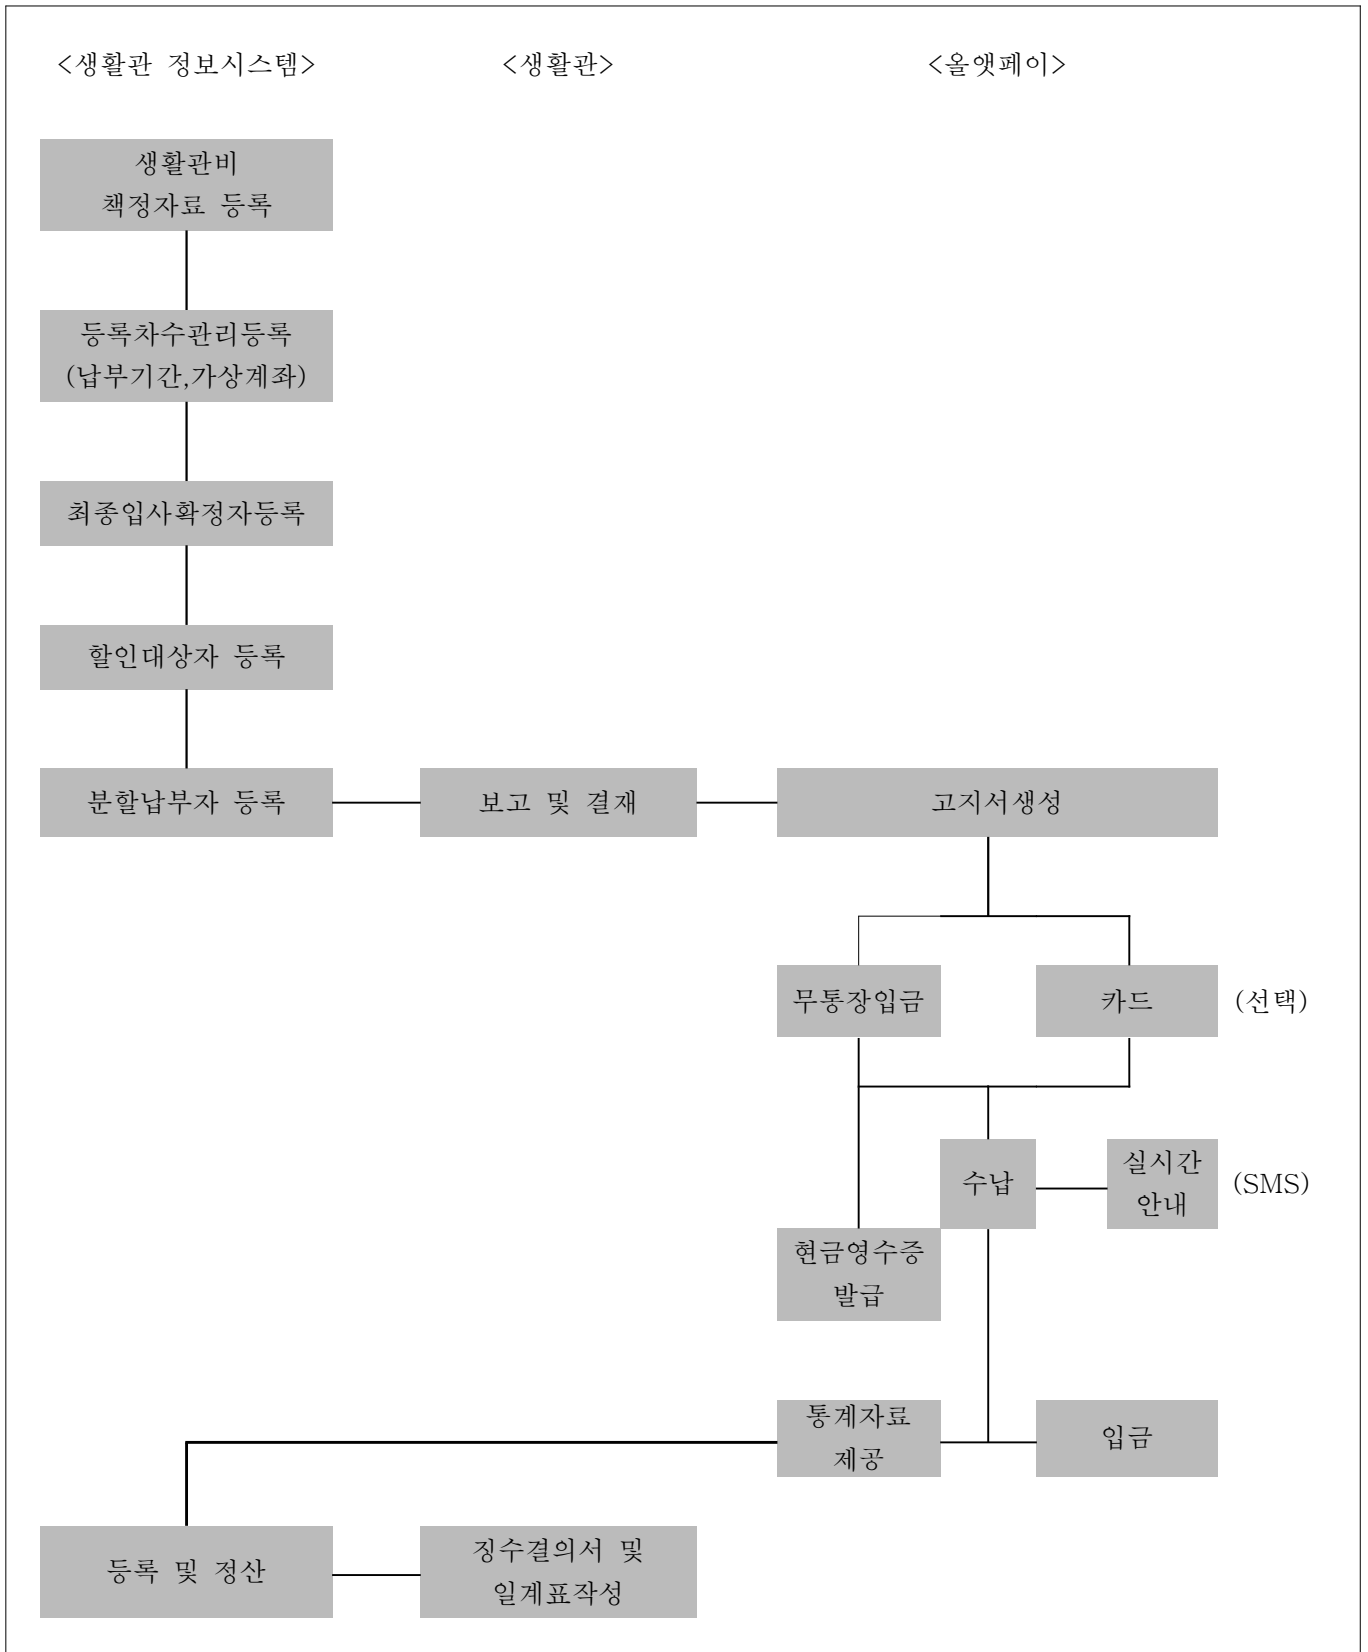 <생활관 정보시스템>
<생활관>
<올앳페이>
생활관비
책정자료 등록
등록차수관리등록
(납부기간,가상계좌)
최종입사확정자등록
할인대상자 등록
분할납부자 등록
보고 및 결재
고지서생성
무통장입금
카드
(선택)
수납
실시간
안내
(SMS)
현금영수증
발급
통계자료
제공
입금
등록 및 정산
징수결의서 및
일계표작성